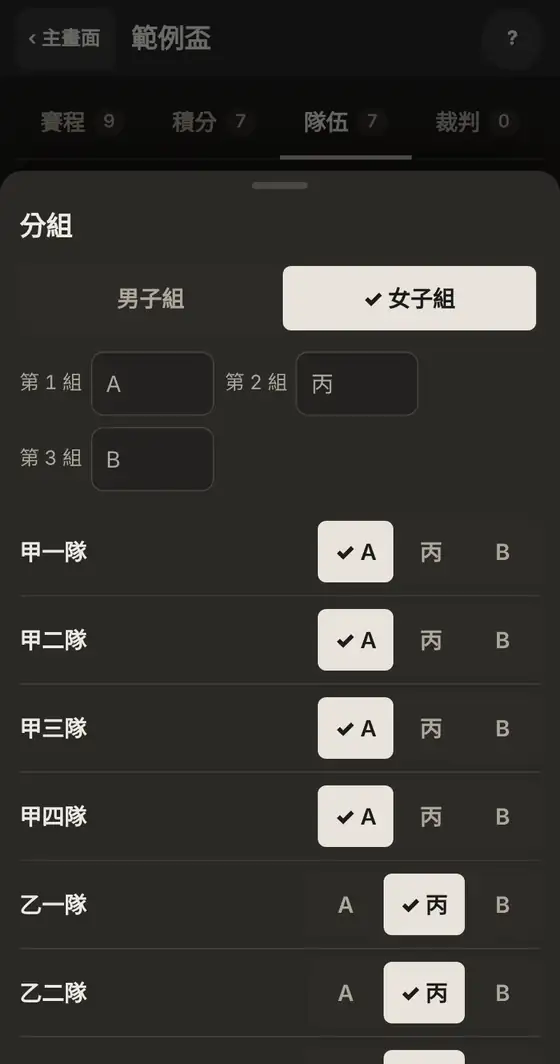 ‹ 主畫面 範例盃 ?
賽程 9 積分 7 隊伍 7 裁判 0
分組
男子組 ✓ 女子組
第 1 組 A 第 2 組 丙
第 3 組 B
甲一隊 ✓ A 丙 B
甲二隊 ✓ A 丙 B
甲三隊 ✓ A 丙 B
甲四隊 ✓ A 丙 B
乙一隊 A ✓ 丙 B
乙二隊 A ✓ 丙 B